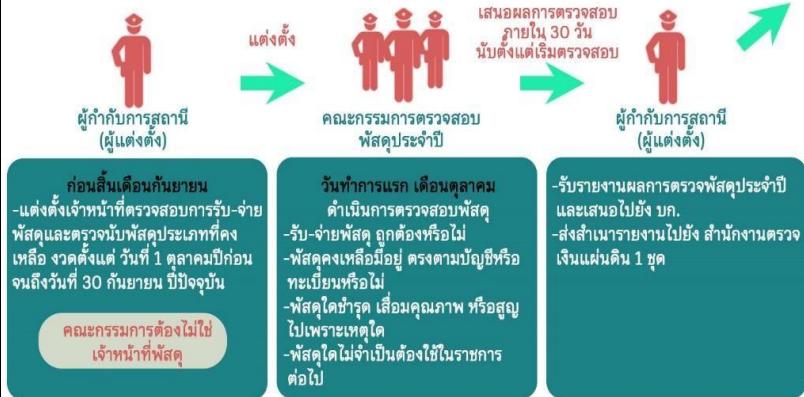 แต่งตั้ง
เสนอผลการตรวจสอบ
ภายใน 30 วัน
นับตั้งแต่เริ่มตรวจสอบ
ผู้กำกับการสถานี
(ผู้แต่งตั้ง)
คณะกรรมการตรวจสอบ
พัสดุประจำปี
ผู้กำกับการสถานี
(ผู้แต่งตั้ง)
ก่อนสิ้นเดือนกันยายน
-แต่งตั้งเจ้าหน้าที่ตรวจสอบการรับ-จ่าย
พัสดุและตรวจนับพัสดุประเภทที่คง
เหลือ งวดตั้งแต่ วันที่ 1 ตุลาคมปีก่อน
จนถึงวันที่ 30 กันยายน ปีปัจจุบัน
คณะกรรมการต้องไม่ใช่
เจ้าหน้าที่พัสดุ
วันทำการแรก เดือนตุลาคม
ดำเนินการตรวจสอบพัสดุ
-รับ-จ่ายพัสดุ ถูกต้องหรือไม่
-พัสดุคงเหลือมีอยู่ ตรงตามบัญชีหรือ
ทะเบียนหรือไม่
-พัสดุใดชำรุด เสื่อมคุณภาพ หรือสูญ
ไปเพราะเหตุใด
-พัสดุใดไม่จำเป็นต้องใช้ในราชการ
ต่อไป
-รับรายงานผลการตรวจพัสดุประจำปี
และเสนอไปยัง บก.
-ส่งสำเนารายงานไปยัง สำนักงานตรวจ
เงินแผ่นดิน 1 ชุด